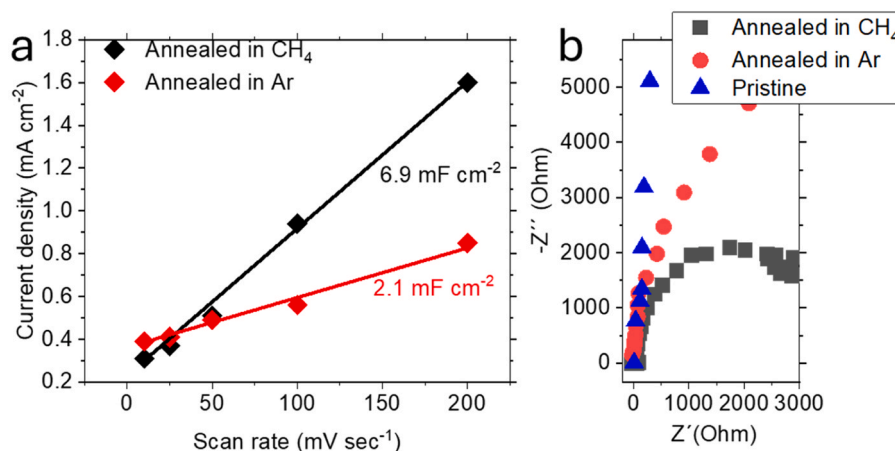 a
Annealed in CH₄
Annealed in Ar
6.9 mF cm⁻²
2.1 mF cm⁻²
Current density (mA cm⁻²)
1.8
1.6
1.4
1.2
1.0
0.8
0.6
0.4
0.2
0
50
100
150
200
Scan rate (mV sec⁻¹)
b
Annealed in CH₄
Annealed in Ar
Pristine
-Z´´ (Ohm)
5000
4000
3000
2000
1000
0
0
1000
2000
3000
Z´(Ohm)